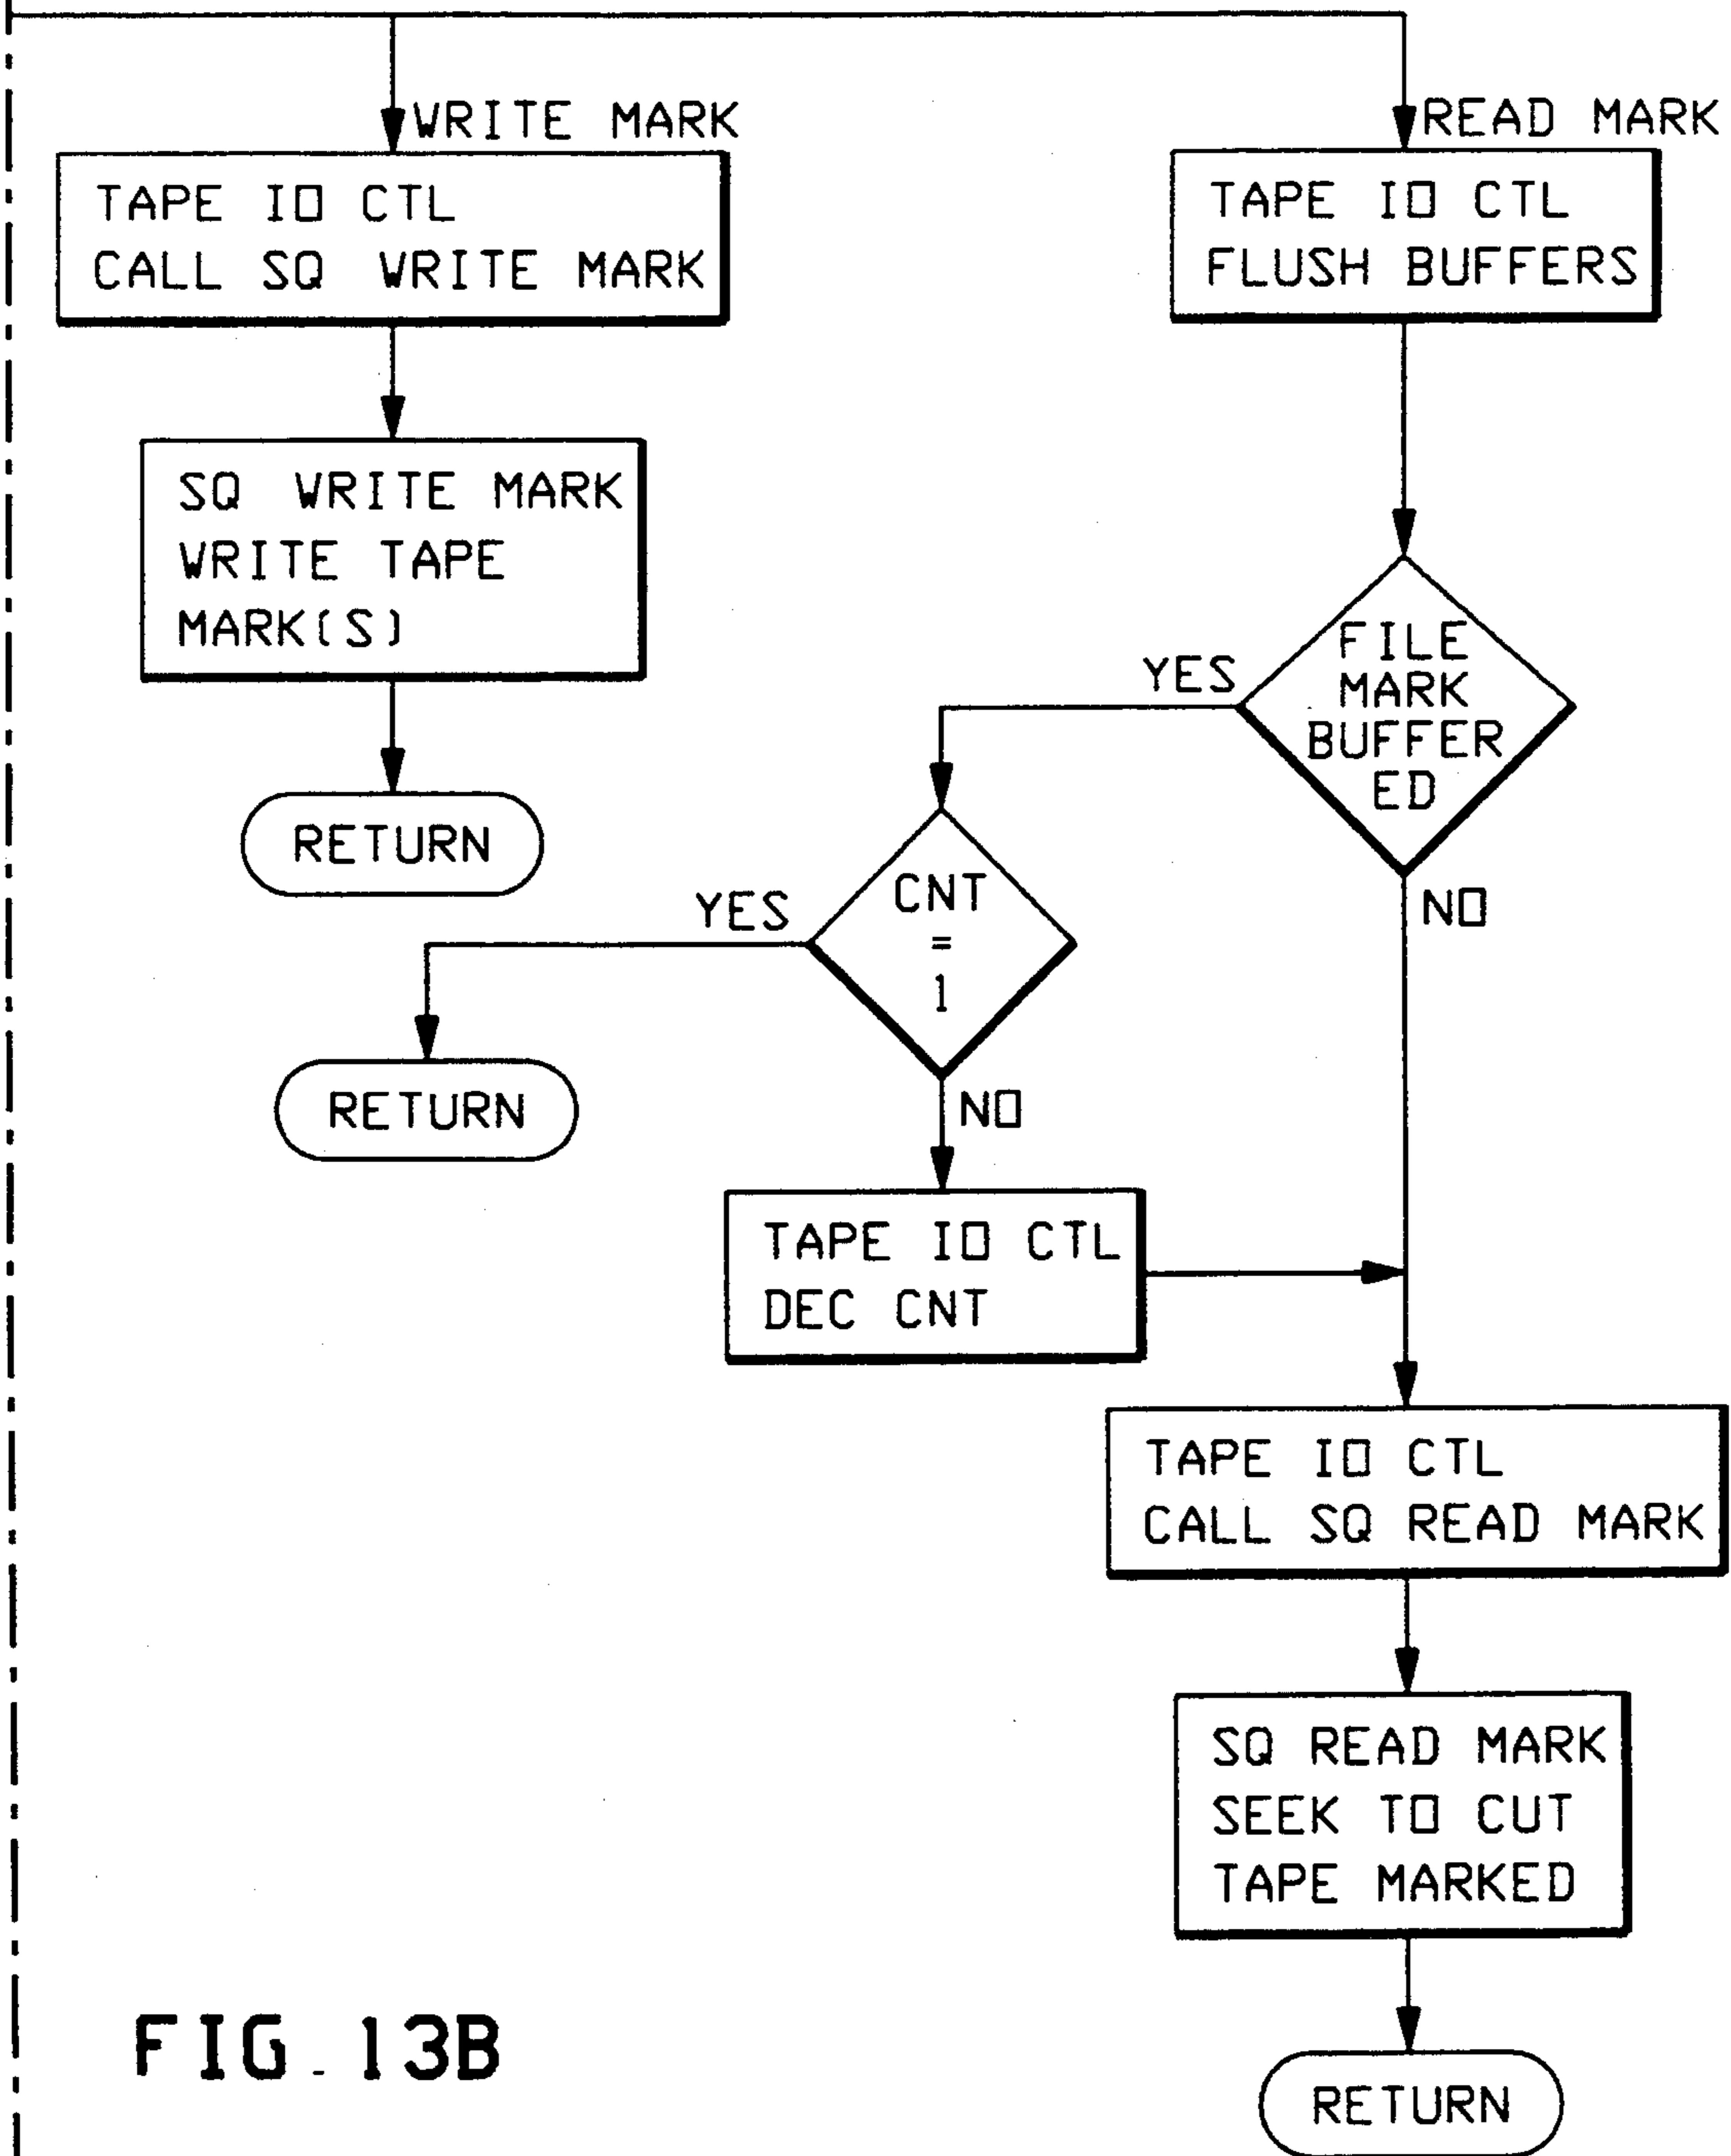 WRITE MARK
TAPE IO CTL
CALL SQ WRITE MARK
SQ WRITE MARK
WRITE TAPE
MARK(S)
RETURN
READ MARK
TAPE IO CTL
FLUSH BUFFERS
FILE
MARK
BUFFER
ED
YES
NO
CNT
=
1
YES
RETURN
NO
TAPE IO CTL
DEC CNT
TAPE IO CTL
CALL SQ READ MARK
SQ READ MARK
SEEK TO CUT
TAPE MARKED
RETURN
FIG. 13B